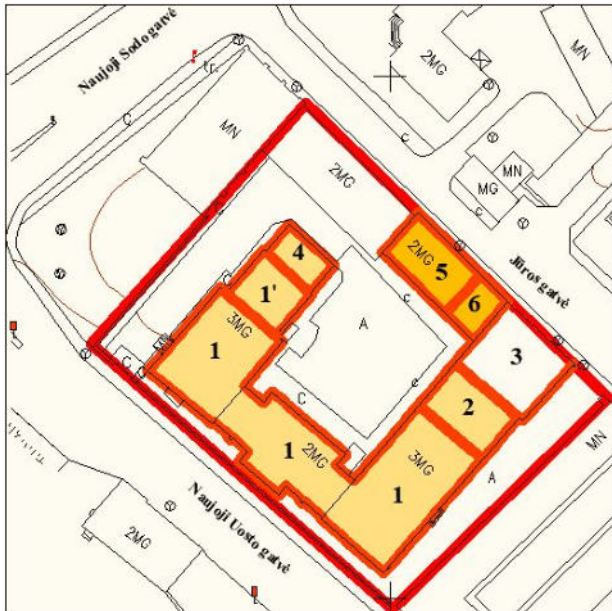 Naujoji Sodo gatvė
tr.
C
2MG
MN
MN
2MG
C
MN
MG
C
Jūros gatvė
4
2MG
5
6
1'
3MG
1
A
C
C
C
C
3
2
C
1
2MG
3MG
1
A
MN
Naujoji Uosto gatvė
2MG